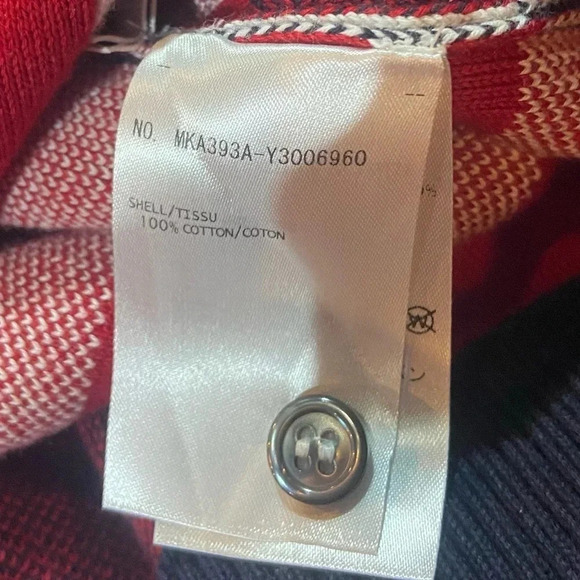 NO. MKA393A-Y3006960
SHELL/TISSU
100% COTTON/COTON